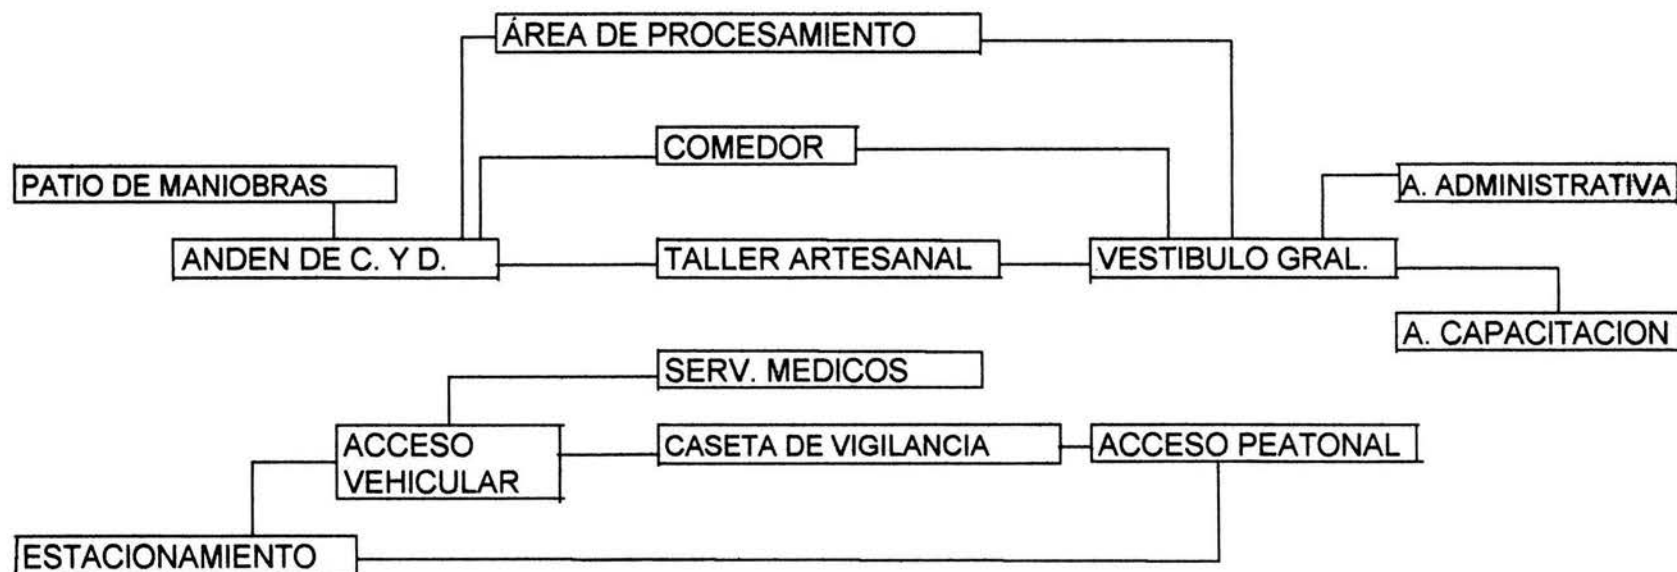 ÁREA DE PROCESAMIENTO
COMEDOR
PATIO DE MANIOBRAS
A. ADMINISTRATIVA
ANDEN DE C. Y D.
TALLER ARTESANAL
VESTIBULO GRAL.
A. CAPACITACION
SERV. MEDICOS
ACCESO
VEHICULAR
CASETA DE VIGILANCIA
ACCESO PEATONAL
ESTACIONAMIENTO